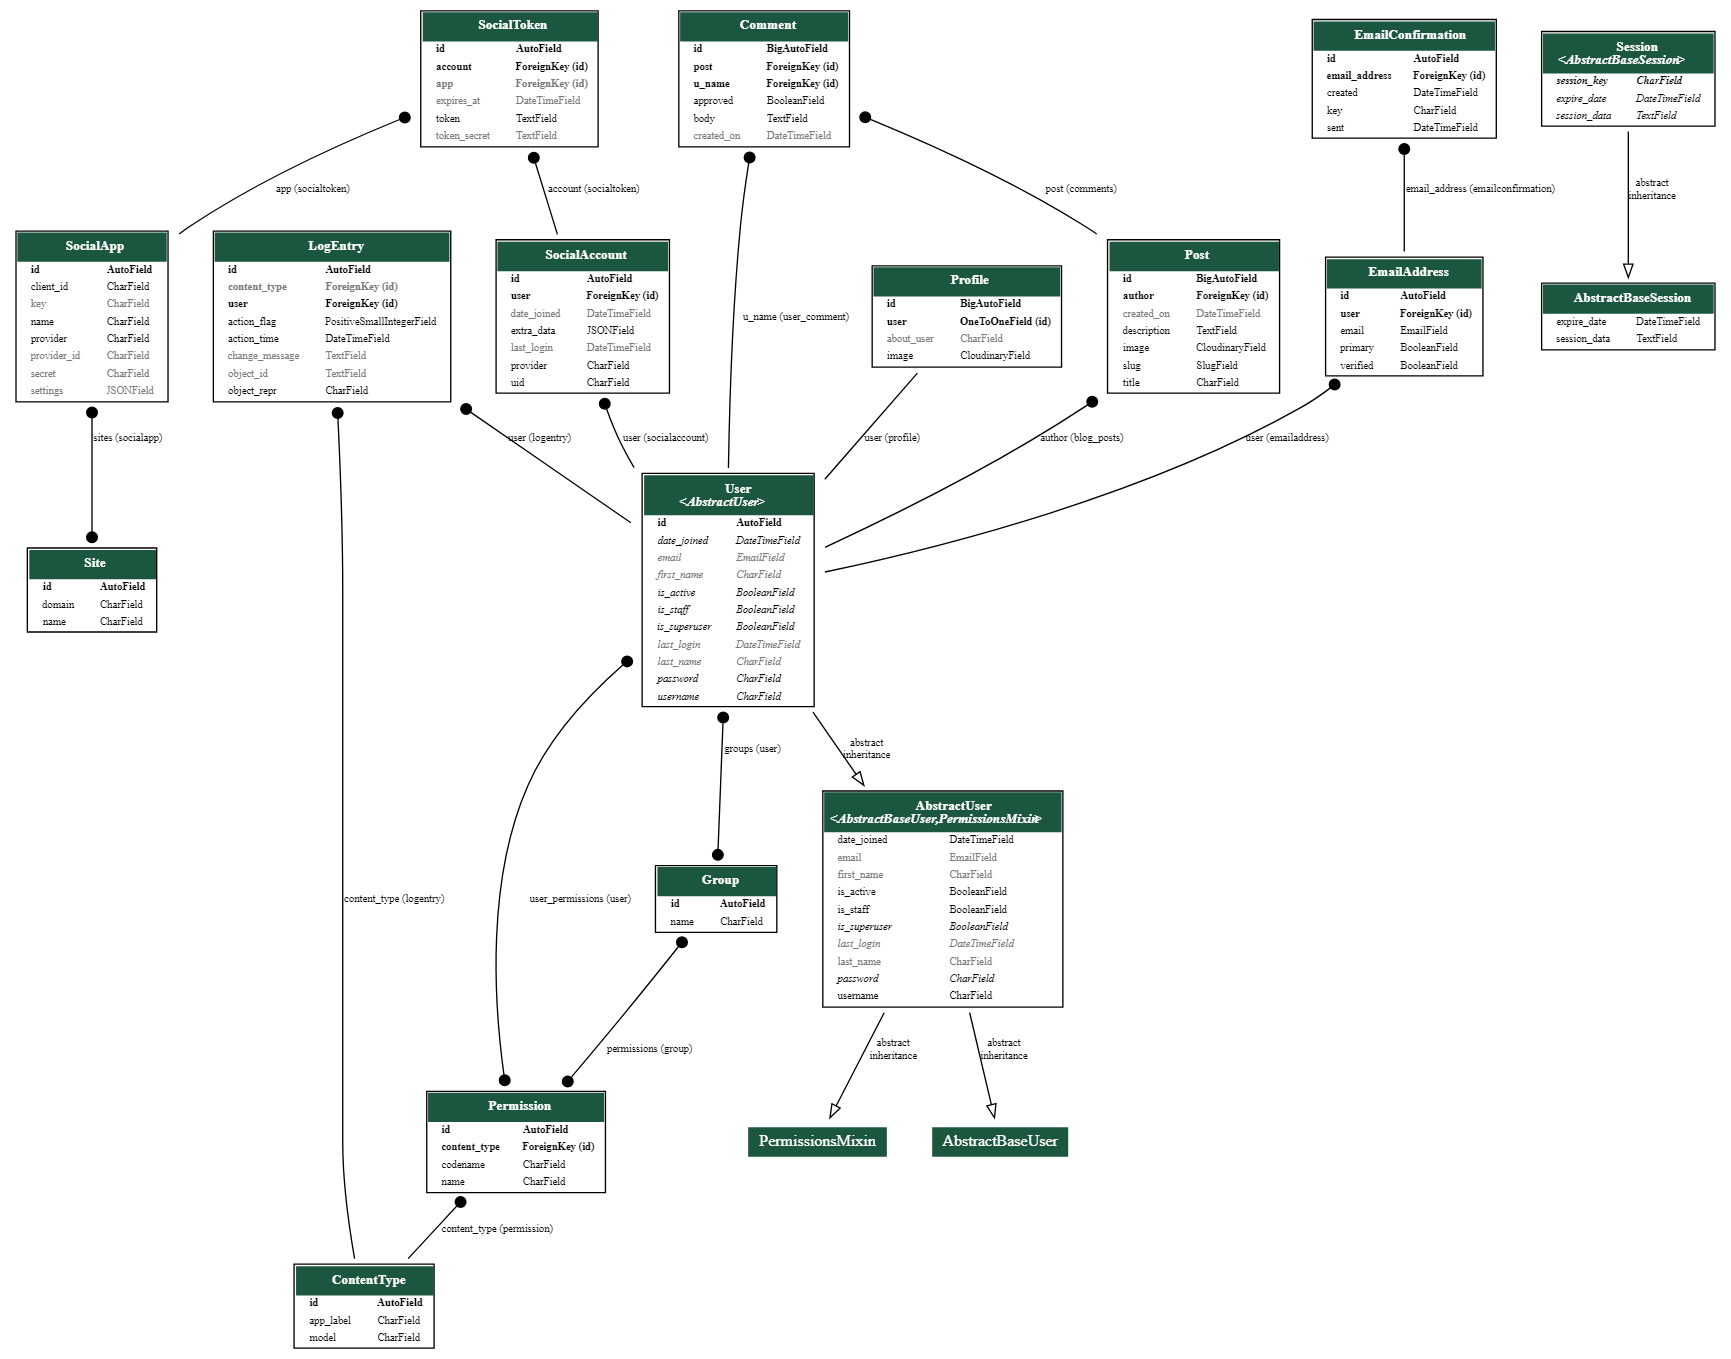 SocialToken
id AutoField
account ForeignKey (id)
app ForeignKey (id)
expires_at DateTimeField
token TextField
token_secret TextField
Comment
id BigAutoField
post ForeignKey (id)
u_name ForeignKey (id)
approved BooleanField
body TextField
created_on DateTimeField
EmailConfirmation
id AutoField
email_address ForeignKey (id)
created DateTimeField
key CharField
sent DateTimeField
Session
<AbstractBaseSession>
session_key CharField
expire_date DateTimeField
session_data TextField
app (socialtoken)
account (socialtoken)
post (comments)
email_address (emailconfirmation)
abstract
inheritance
SocialApp
id AutoField
client_id CharField
key CharField
name CharField
provider CharField
provider_id CharField
secret CharField
settings JSONField
LogEntry
id AutoField
content_type ForeignKey (id)
user ForeignKey (id)
action_flag PositiveSmallIntegerField
action_time DateTimeField
change_message TextField
object_id TextField
object_repr CharField
SocialAccount
id AutoField
user ForeignKey (id)
date_joined DateTimeField
extra_data JSONField
last_login DateTimeField
provider CharField
uid CharField
u_name (user_comment)
Profile
id BigAutoField
user OneToOneField (id)
about_user CharField
image CloudinaryField
Post
id BigAutoField
author ForeignKey (id)
created_on DateTimeField
description TextField
image CloudinaryField
slug SlugField
title CharField
EmailAddress
id AutoField
user ForeignKey (id)
email EmailField
primary BooleanField
verified BooleanField
AbstractBaseSession
expire_date DateTimeField
session_data TextField
sites (socialapp)
user (logentry)
user (socialaccount)
user (profile)
author (blog_posts)
user (emailaddress)
Site
id AutoField
domain CharField
name CharField
User
<AbstractUser>
id AutoField
date_joined DateTimeField
email EmailField
first_name CharField
is_active BooleanField
is_staff BooleanField
is_superuser BooleanField
last_login DateTimeField
last_name CharField
password CharField
username CharField
groups (user)
abstract
inheritance
AbstractUser
<AbstractBaseUser,PermissionsMixin>
date_joined DateTimeField
email EmailField
first_name CharField
is_active BooleanField
is_staff BooleanField
is_superuser BooleanField
last_login DateTimeField
last_name CharField
password CharField
username CharField
Group
id AutoField
name CharField
content_type (logentry)
user_permissions (user)
permissions (group)
abstract
inheritance
abstract
inheritance
Permission
id AutoField
content_type ForeignKey (id)
codename CharField
name CharField
PermissionsMixin
AbstractBaseUser
content_type (permission)
ContentType
id AutoField
app_label CharField
model CharField